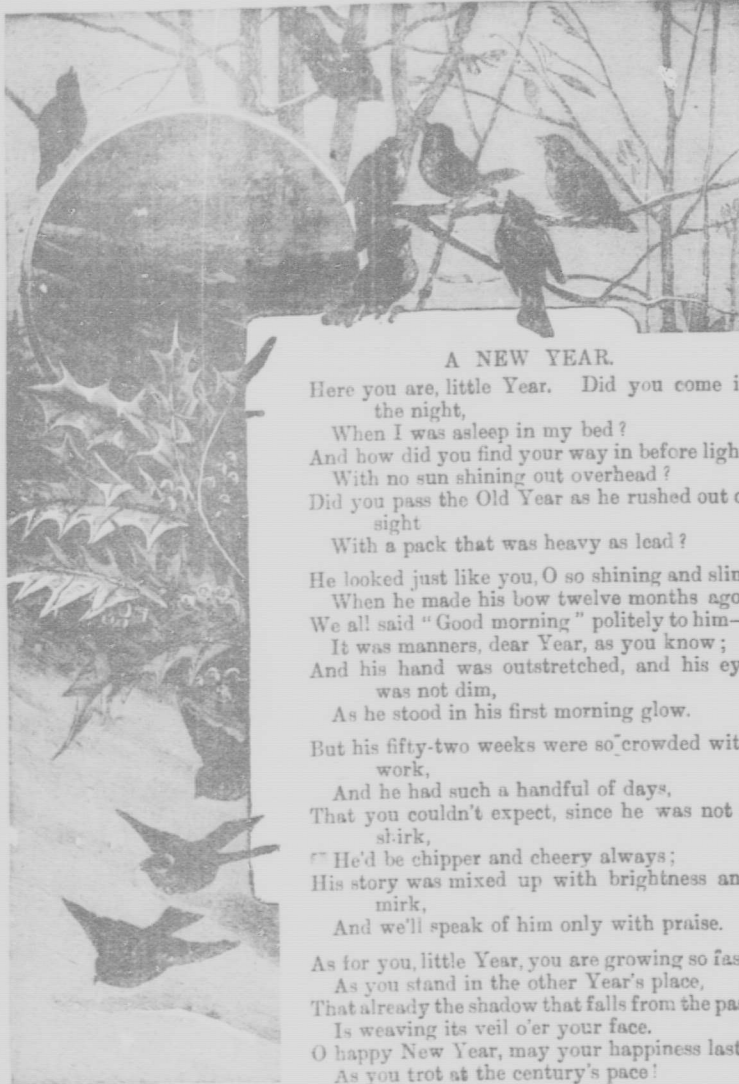 A NEW YEAR.
Here you are, little Year. Did you come i
the night,
When I was asleep in my bed?
And how did you find your way in before ligh
With no sun shining out overhead?
Did you pass the Old Year as he rushed out o
sight
With a pack that was heavy as lead?
He looked just like you, O so shining and slim
When he made his bow twelve months ago
We all said "Good morning" politely to him—
It was manners, dear Year, as you know;
And his hand was outstretched, and his ey
was not dim,
As he stood in his first morning glow.
But his fifty-two weeks were so crowded wit
work,
And he had such a handful of days,
That you couldn't expect, since he was not
shirk,
He'd be chipper and cheery always;
His story was mixed up with brightness an
mirk,
And we'll speak of him only with praise.
As for you, little Year, you are growing so fas
As you stand in the other Year's place,
That already the shadow that falls from the pa
Is weaving its veil o'er your face.
O happy New Year, may your happiness last
As you trot at the century's pace!